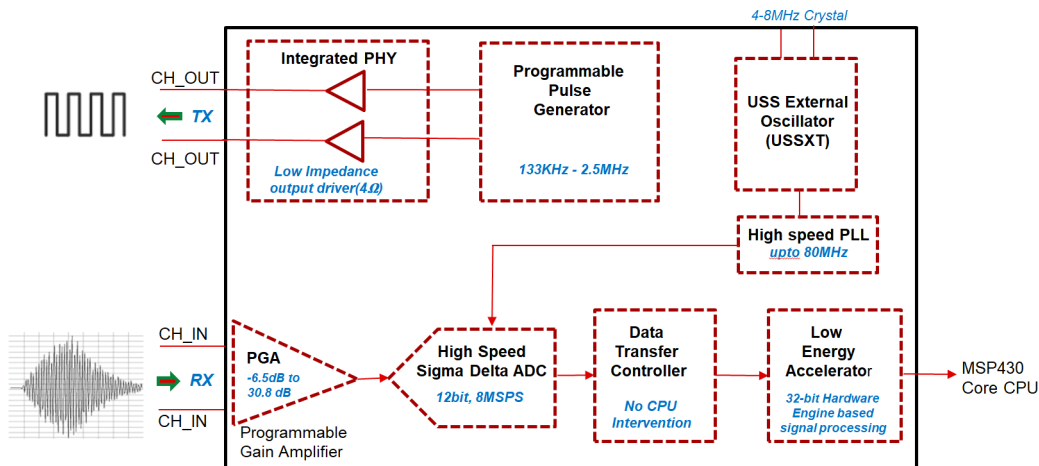 4-8MHz Crystal
Integrated PHY
CH_OUT
TX
CH_OUT
Low Impedance
output driver(4Ω)
Programmable
Pulse
Generator
133KHz - 2.5MHz
USS External
Oscillator
(USSXT)
High speed PLL
upto 80MHz
CH_IN
RX
CH_IN
PGA
-6.5dB to
30.8 dB
Programmable
Gain Amplifier
High Speed
Sigma Delta ADC
12bit, 8MSPS
Data
Transfer
Controller
No CPU
Intervention
Low
Energy
Accelerator
32-bit Hardware
Engine based
signal processing
MSP430
Core CPU